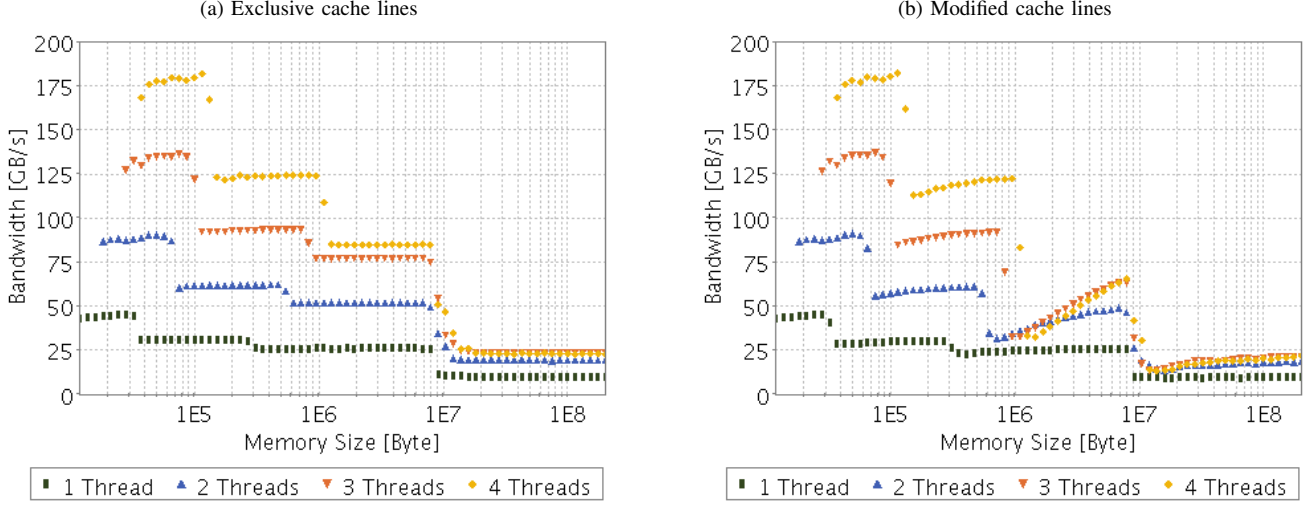 (a) Exclusive cache lines
200
175
150
125
100
75
50
25
0
Bandwidth [GB/s]
1E5 1E6 1E7 1E8
Memory Size [Byte]
1 Thread 2 Threads 3 Threads 4 Threads
(b) Modified cache lines
200
175
150
125
100
75
50
25
0
Bandwidth [GB/s]
1E5 1E6 1E7 1E8
Memory Size [Byte]
1 Thread 2 Threads 3 Threads 4 Threads